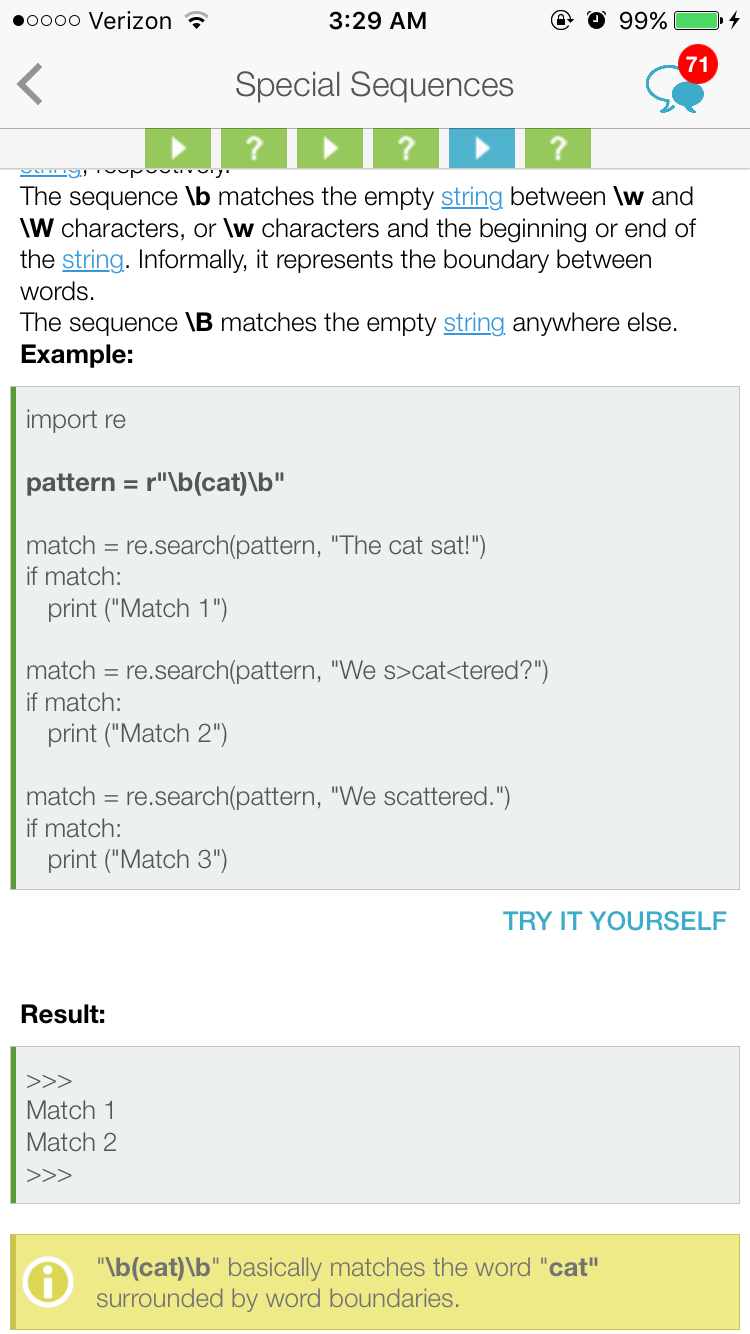 Verizon 3:29 AM 99%
Special Sequences 71
? ? ?
string, respectively.
The sequence \b matches the empty string between \w and
\W characters, or \w characters and the beginning or end of
the string. Informally, it represents the boundary between
words.
The sequence \B matches the empty string anywhere else.
Example:
import re
pattern = r"\b(cat)\b"
match = re.search(pattern, "The cat sat!")
if match:
print ("Match 1")
match = re.search(pattern, "We s>cat<tered?")
if match:
print ("Match 2")
match = re.search(pattern, "We scattered.")
if match:
print ("Match 3")
TRY IT YOURSELF
Result:
>>>
Match 1
Match 2
>>>
"\b(cat)\b" basically matches the word "cat"
surrounded by word boundaries.